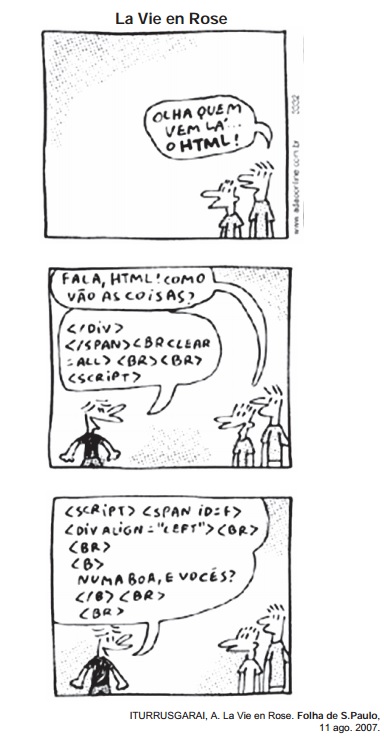 La Vie en Rose
OLHA QUEM
VEM LÁ...
O HTML!
www.adaoonline.com.br 3332
FALA, HTML! COMO
VÃO AS COISAS?
</DIV>
</SPAN><BR CLEAR
=ALL> <BR><BR>
<SCRIPT>
<SCRIPT> <SPAN ID=F>
<DIV ALIGN="LEFT"><BR>
<BR>
<B>
NUMA BOA, E VOCÊS?
</B> <BR>
<BR>
ITURRUSGARAI, A. La Vie en Rose. Folha de S.Paulo,
11 ago. 2007.